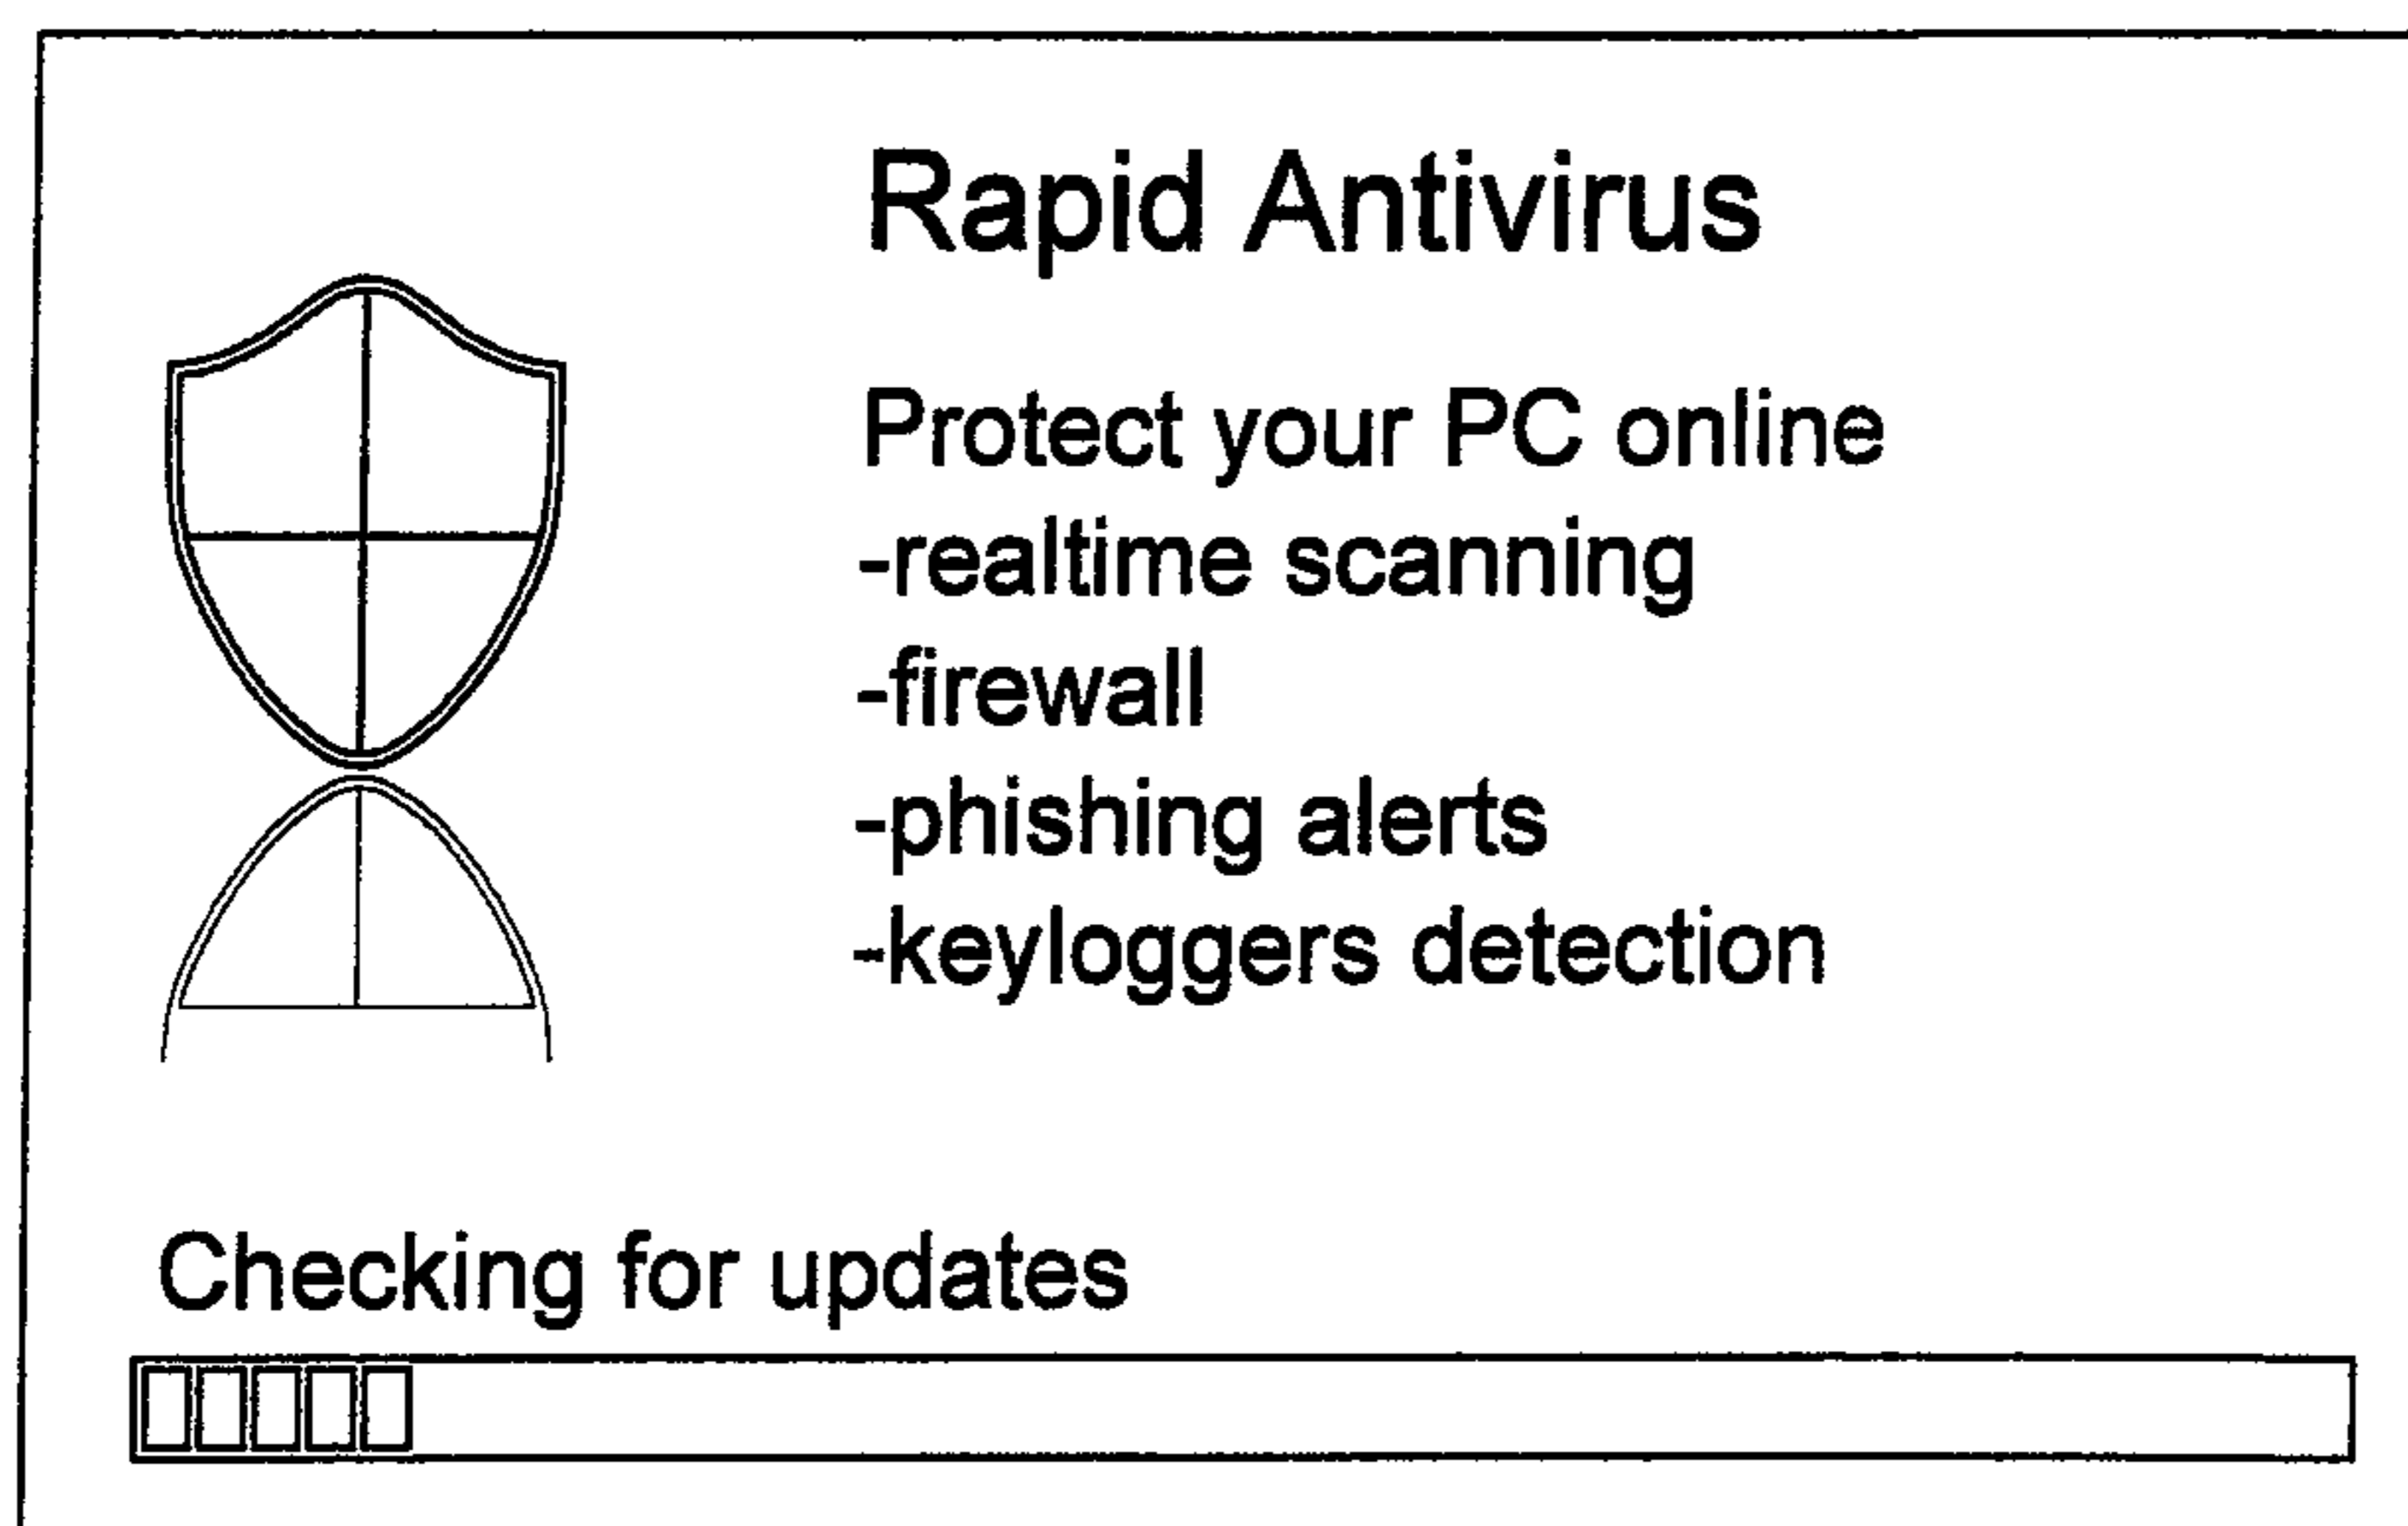 Rapid Antivirus
Protect your PC online
-realtime scanning
-firewall
-phishing alerts
-keyloggers detection
Checking for updates